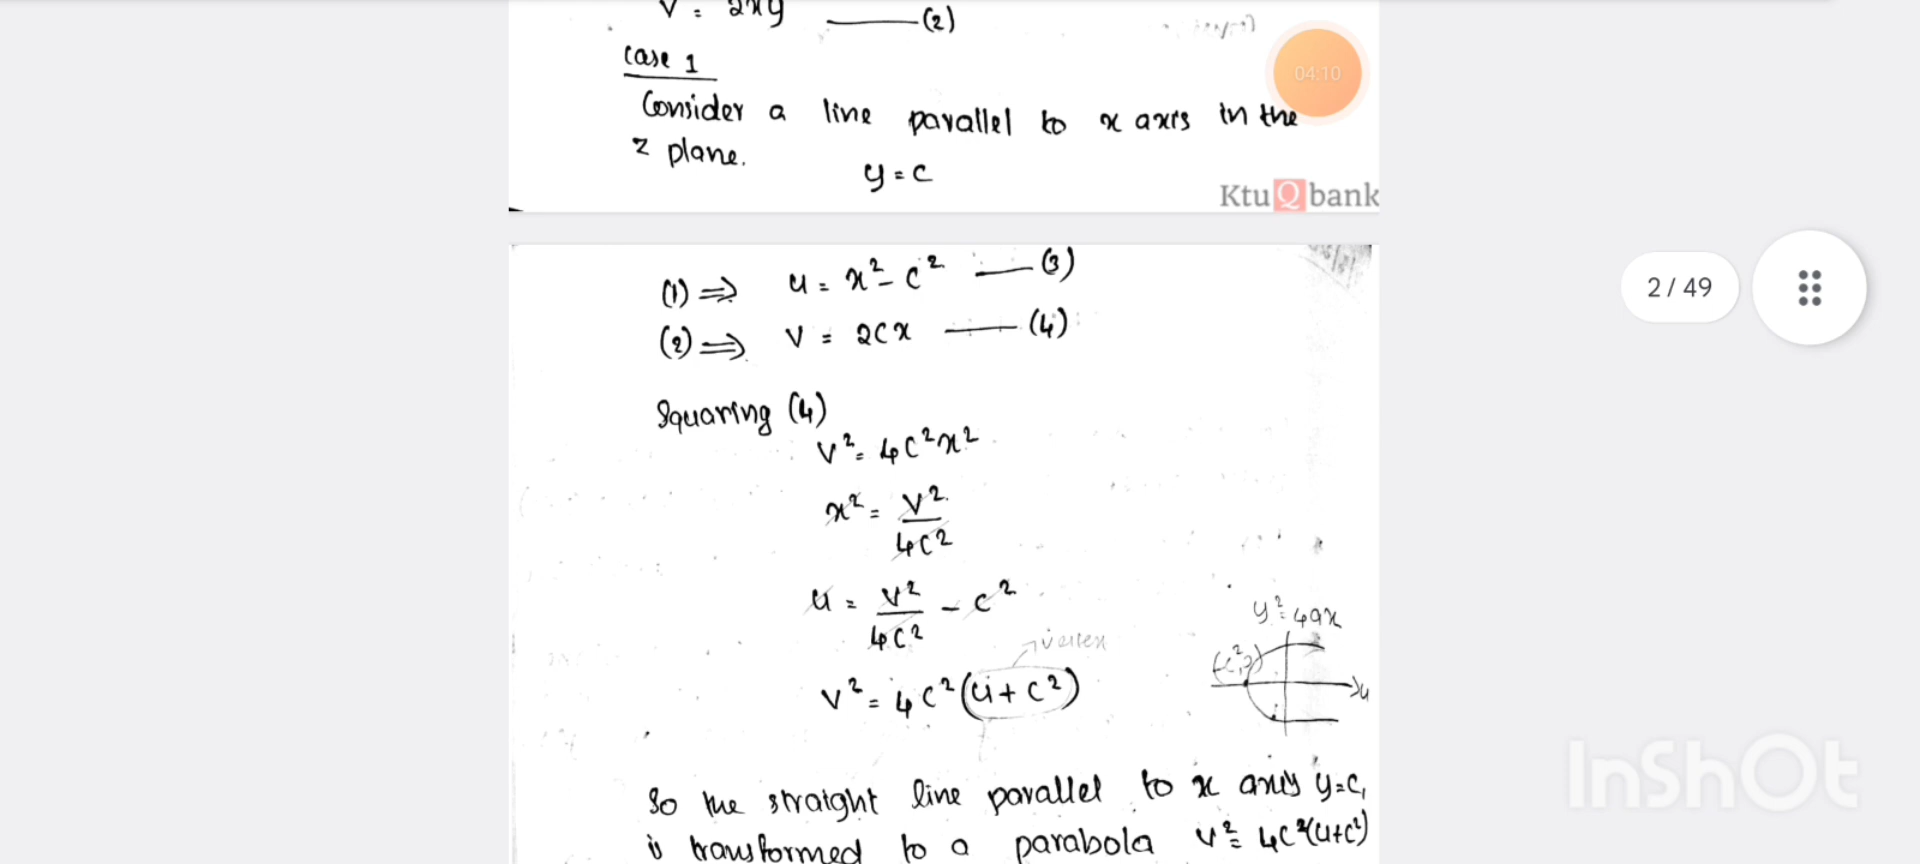 V = 2xy ——(2)
Case 1
04:10
Consider a line parallel to x axis in the
z plane.
y = c
Ktu Q bank
(1) ⇒ u = x² - c² —(3)
(2) ⇒ V = 2cx —(4)
2 / 49
Squaring (4)
V² = 4c²x²
x² = V²/4c²
u = V²/4c² - c²
vertex
y² = 4ax
V² = 4c²(u + c²)
u
InShOt
So the straight line parallel to x axis y=c,
is transformed to a parabola V² = 4c²(u+c²)